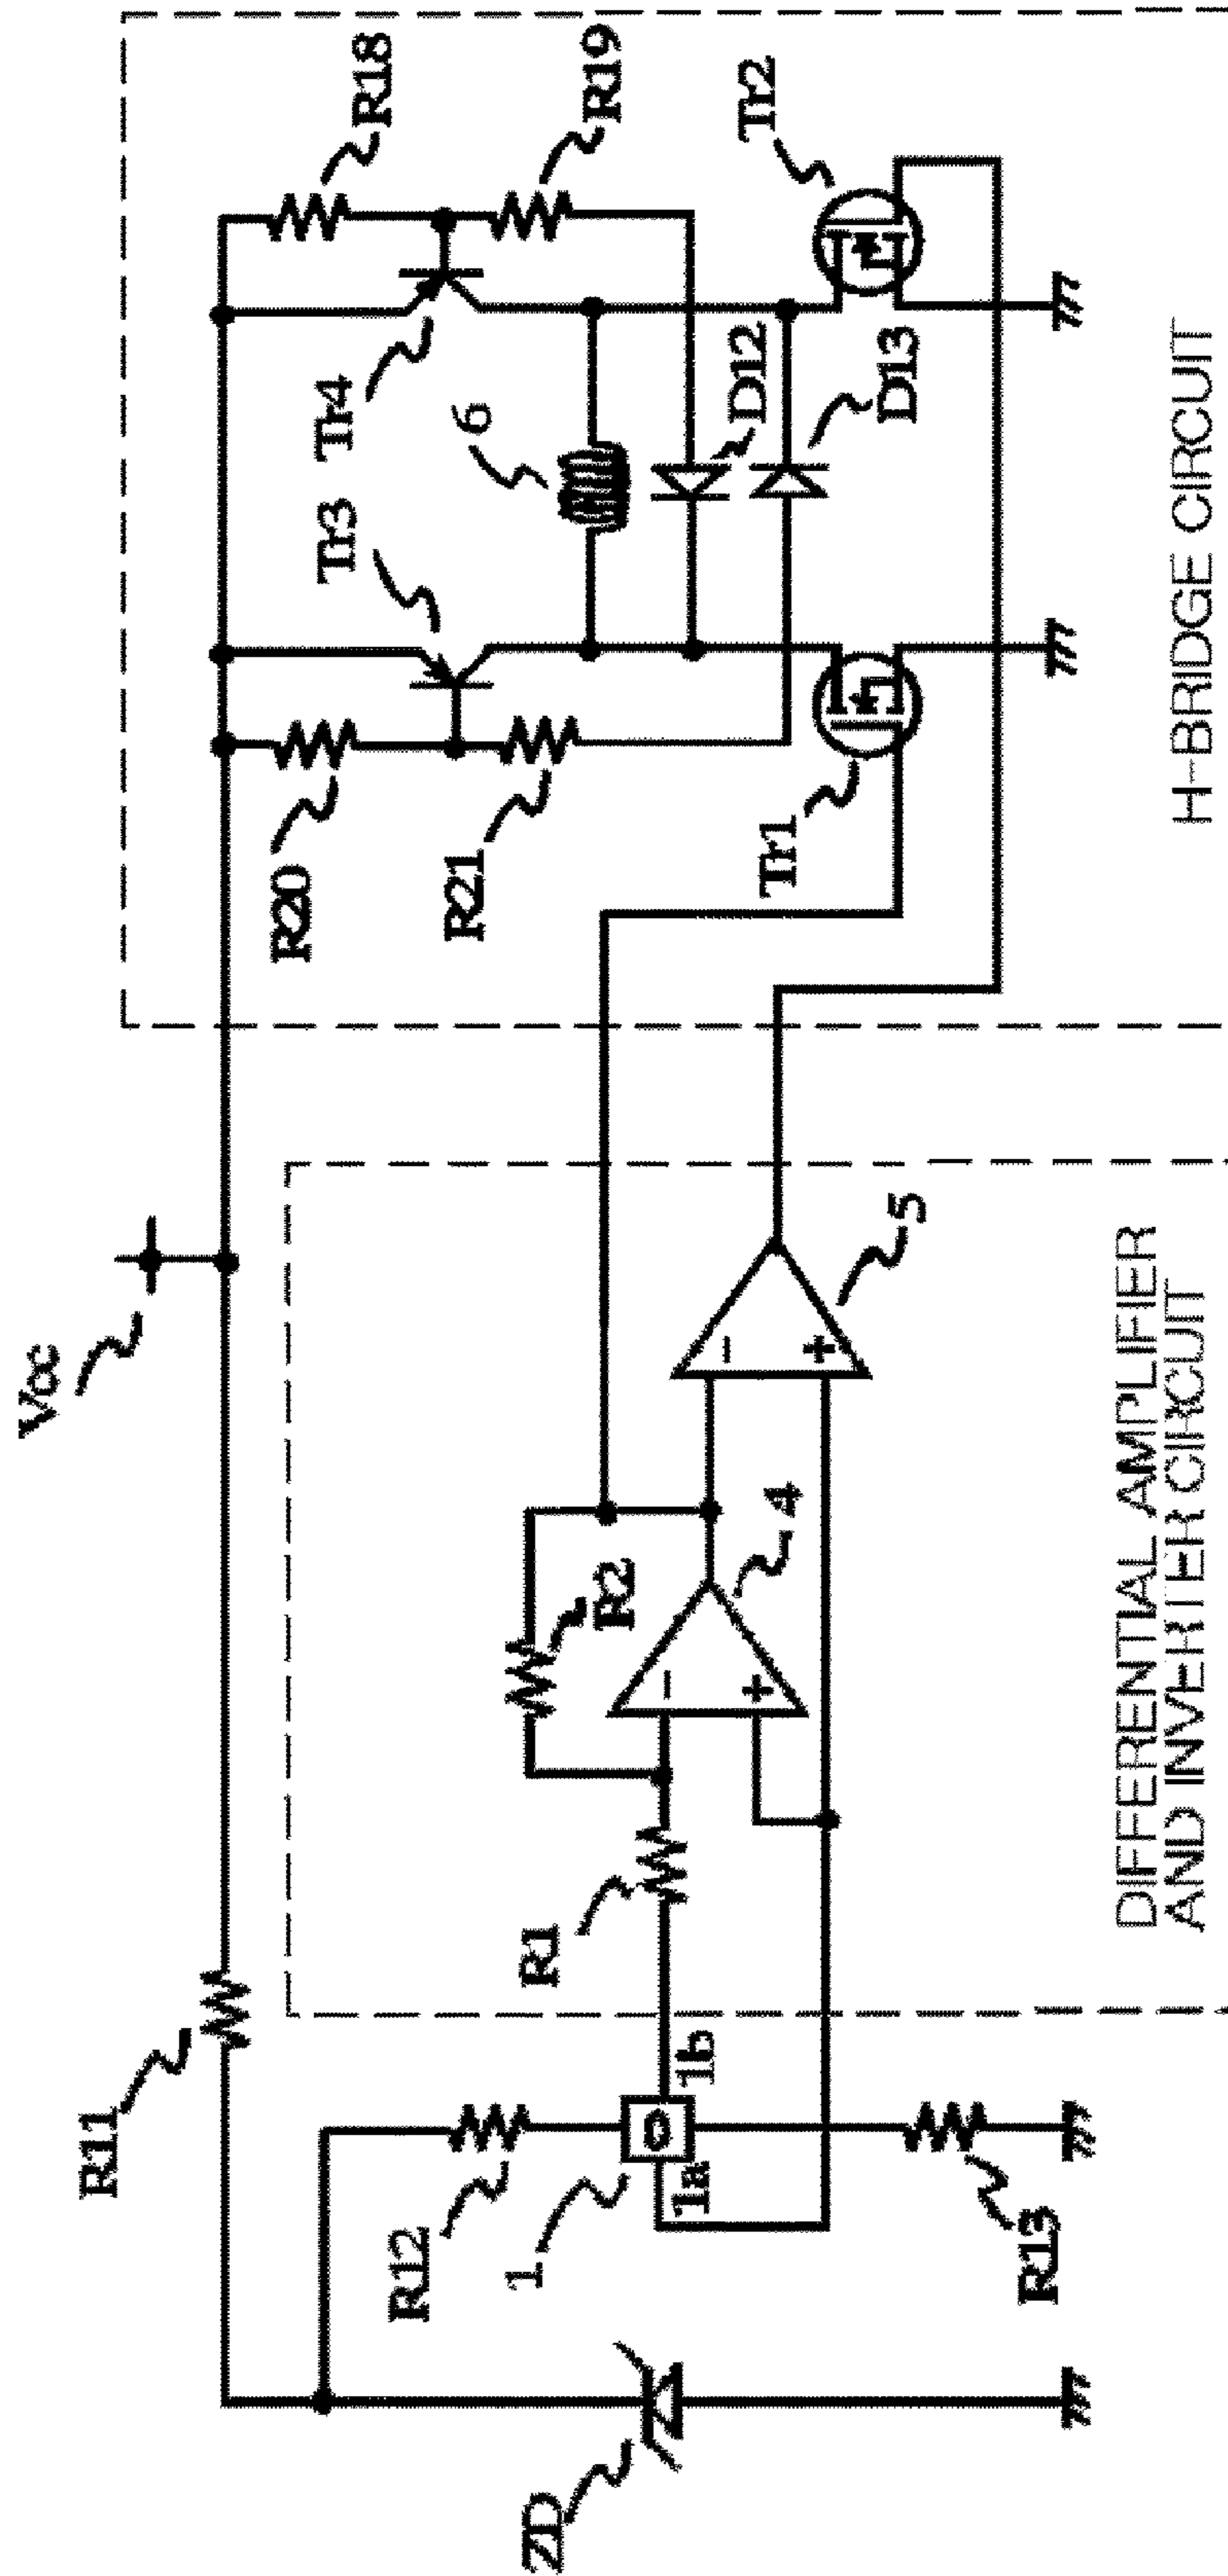 Vcc
R11
R12
1
1a
1b
R13
ZD
R1
R2
4
−
+
5
−
+
DIFFERENTIAL AMPLIFIER
AND INVERTER CIRCUIT
R20
R21
Tr3
Tr4
R18
R19
6
D12
D13
Tr1
Tr2
H-BRIDGE CIRCUIT